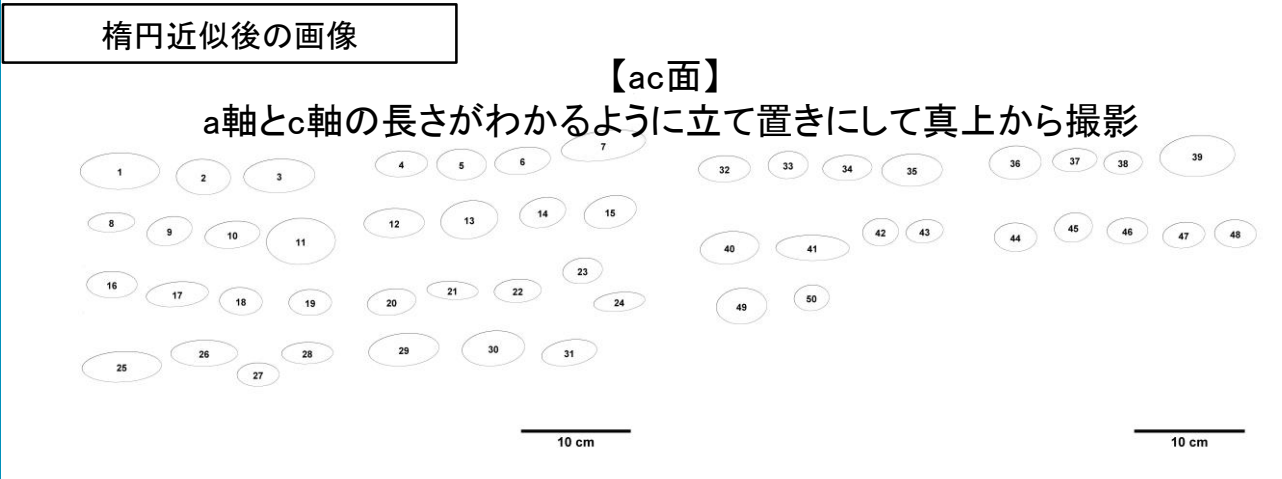 楕円近似後の画像
【ac面】
a軸とc軸の長さがわかるように立て置きにして真上から撮影
1 2 3 4 5 6 7 32 33 34 35 36 37 38 39
8 9 10 11 12 13 14 15 40 41 42 43 44 45 46 47 48
16 17 18 19 20 21 22 23 24 49 50
25 26 27 28 29 30 31
10 cm 10 cm